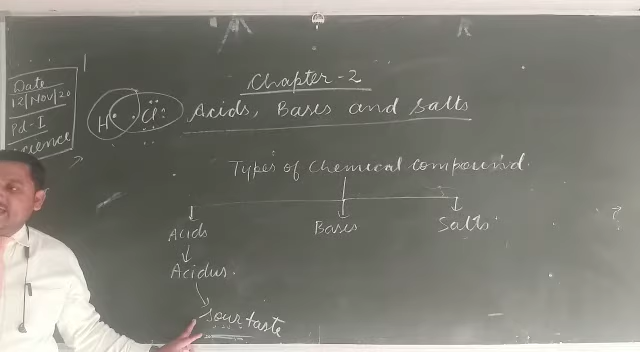 Chapter-2
Date
12/Nov/20
Pd-I
Science
H Cl
Acids, Bases and Salts
Types of Chemical compound.
Acids Bases Salts
Acidus.
Sour taste